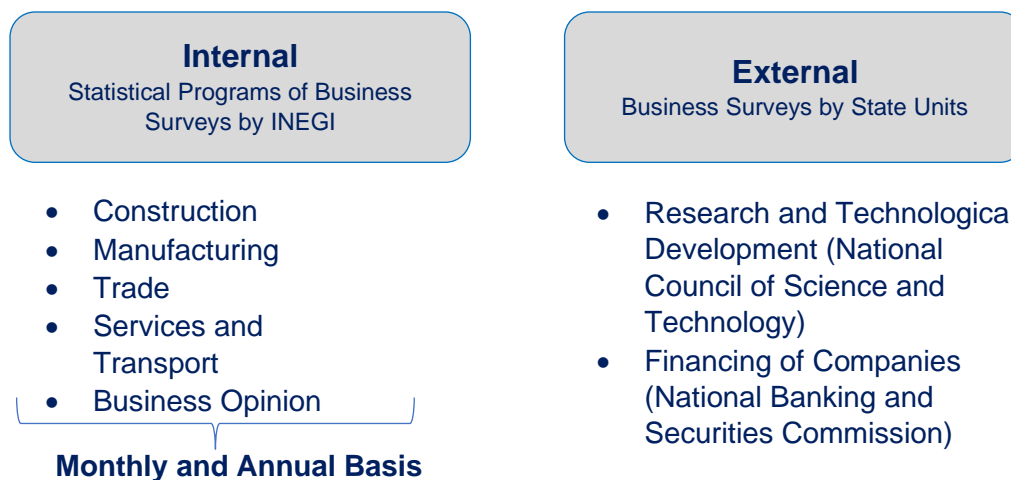 Internal
Statistical Programs of Business
Surveys by INEGI
• Construction
• Manufacturing
• Trade
• Services and
Transport
• Business Opinion
Monthly and Annual Basis
External
Business Surveys by State Units
• Research and Technologica
Development (National
Council of Science and
Technology)
• Financing of Companies
(National Banking and
Securities Commission)